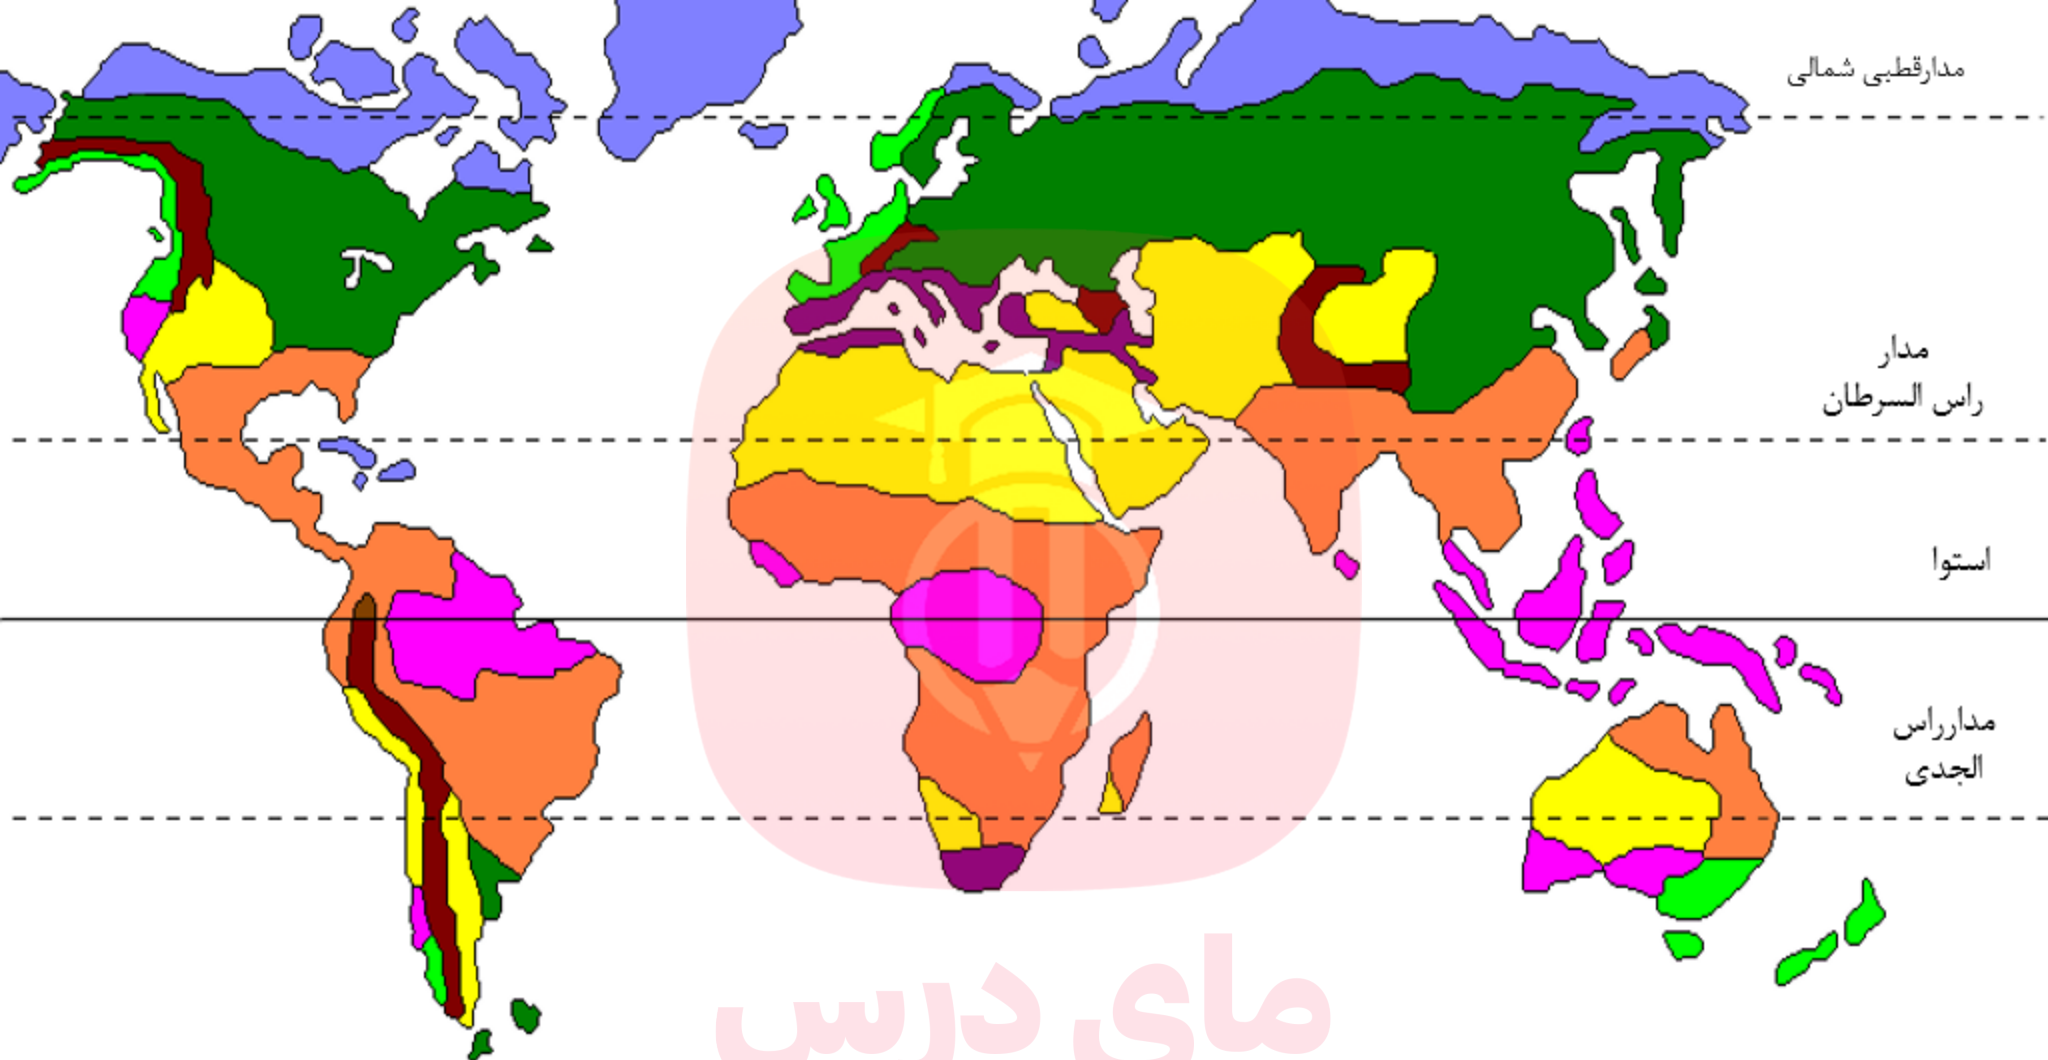 مدارقطبی شمالی
مدار
راس السرطان
استوا
مدارراس
الجدی
مای درس